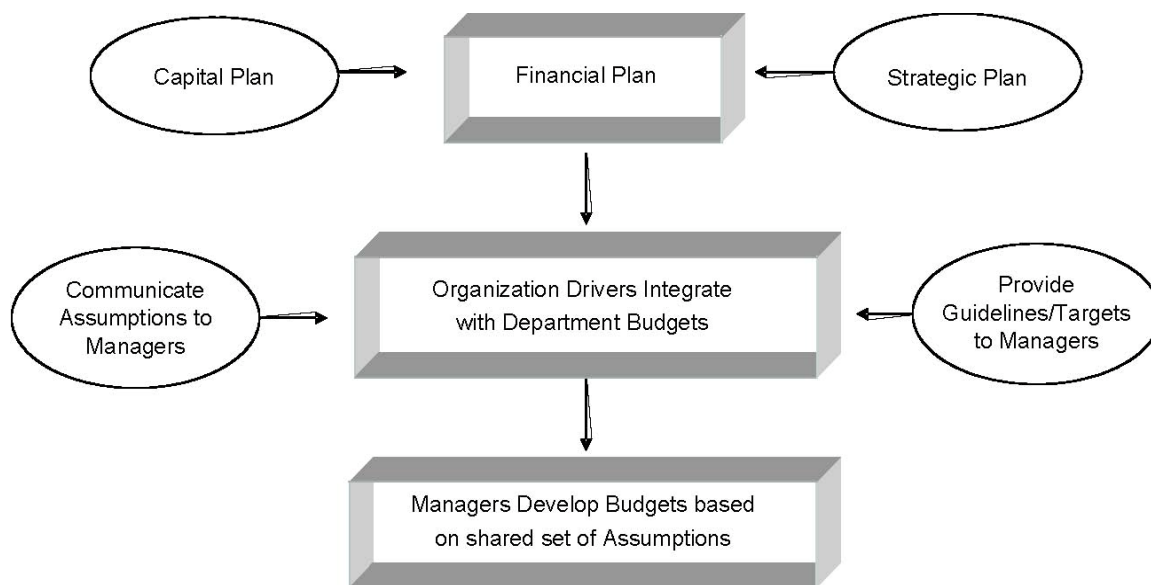 Capital Plan
Financial Plan
Strategic Plan
Communicate
Assumptions to
Managers
Organization Drivers Integrate
with Department Budgets
Provide
Guidelines/Targets
to Managers
Managers Develop Budgets based
on shared set of Assumptions